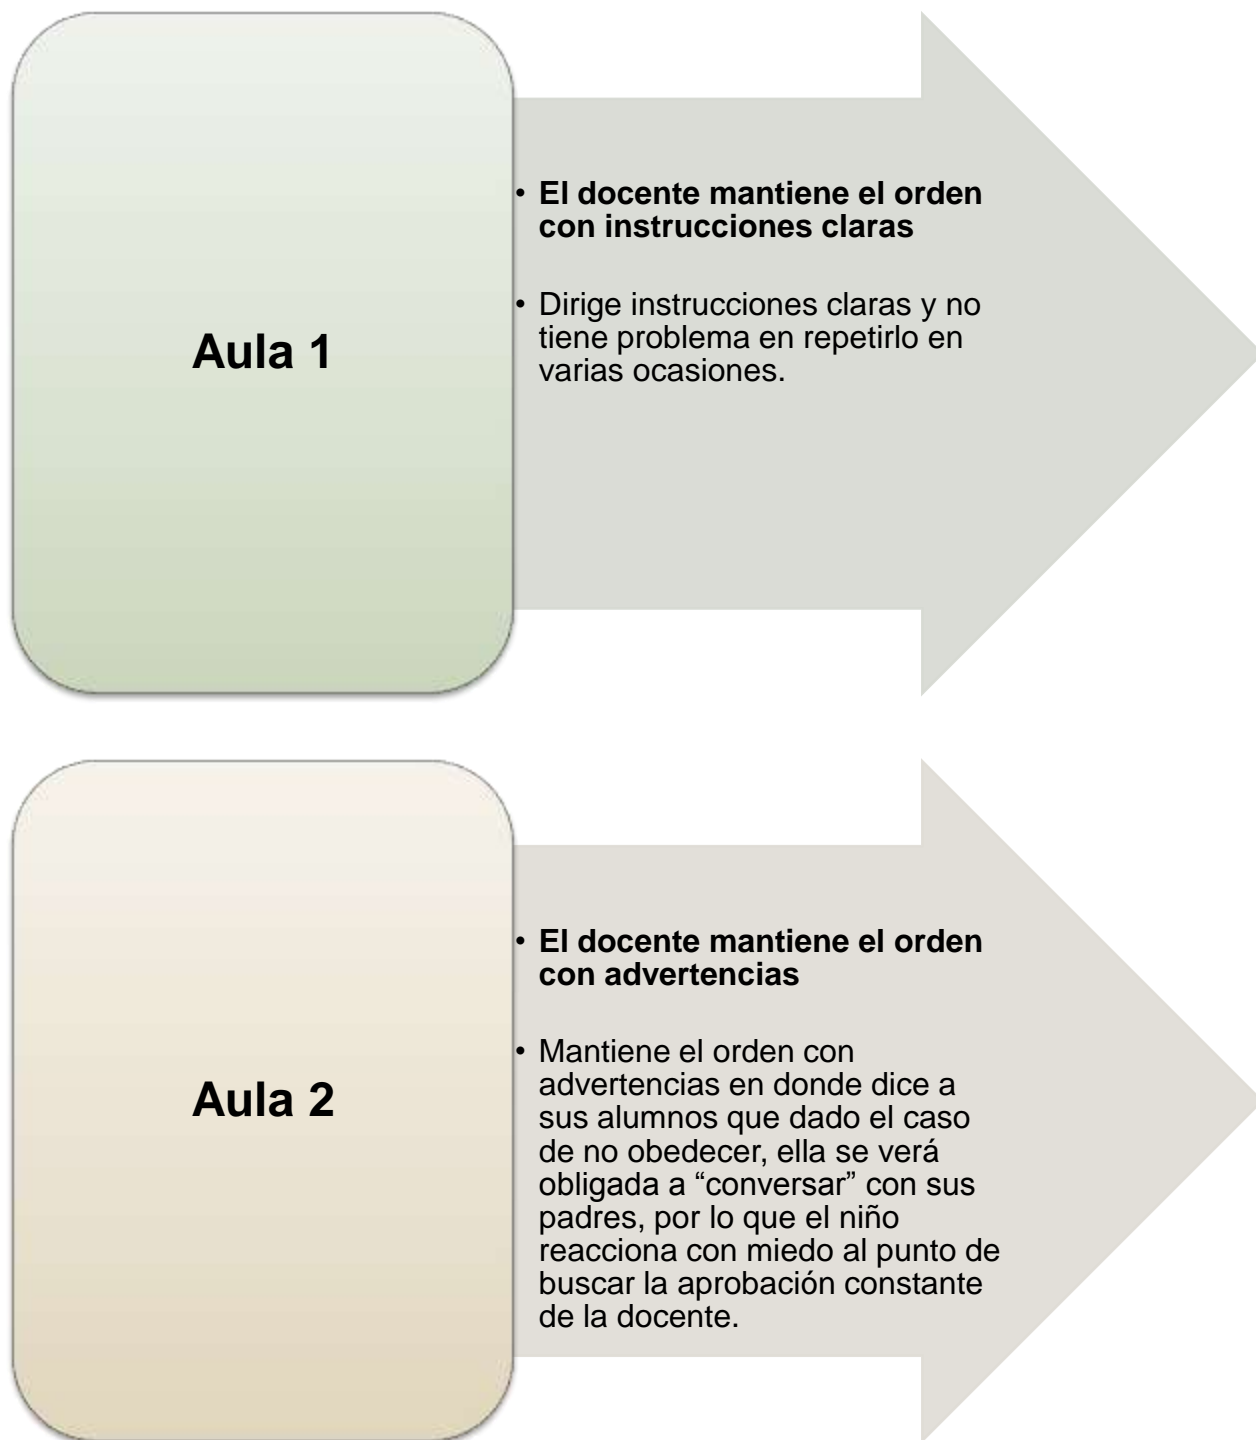 Aula 1
• El docente mantiene el orden
con instrucciones claras
• Dirige instrucciones claras y no
tiene problema en repetirlo en
varias ocasiones.
Aula 2
• El docente mantiene el orden
con advertencias
• Mantiene el orden con
advertencias en donde dice a
sus alumnos que dado el caso
de no obedecer, ella se verá
obligada a “conversar” con sus
padres, por lo que el niño
reacciona con miedo al punto de
buscar la aprobación constante
de la docente.